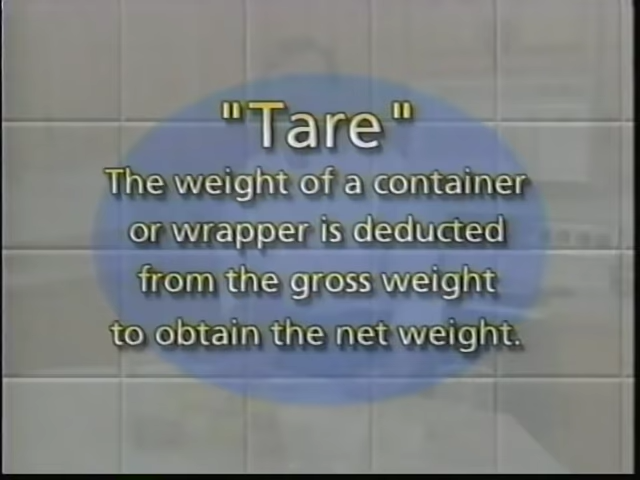 "Tare"
The weight of a container
or wrapper is deducted
from the gross weight
to obtain the net weight.